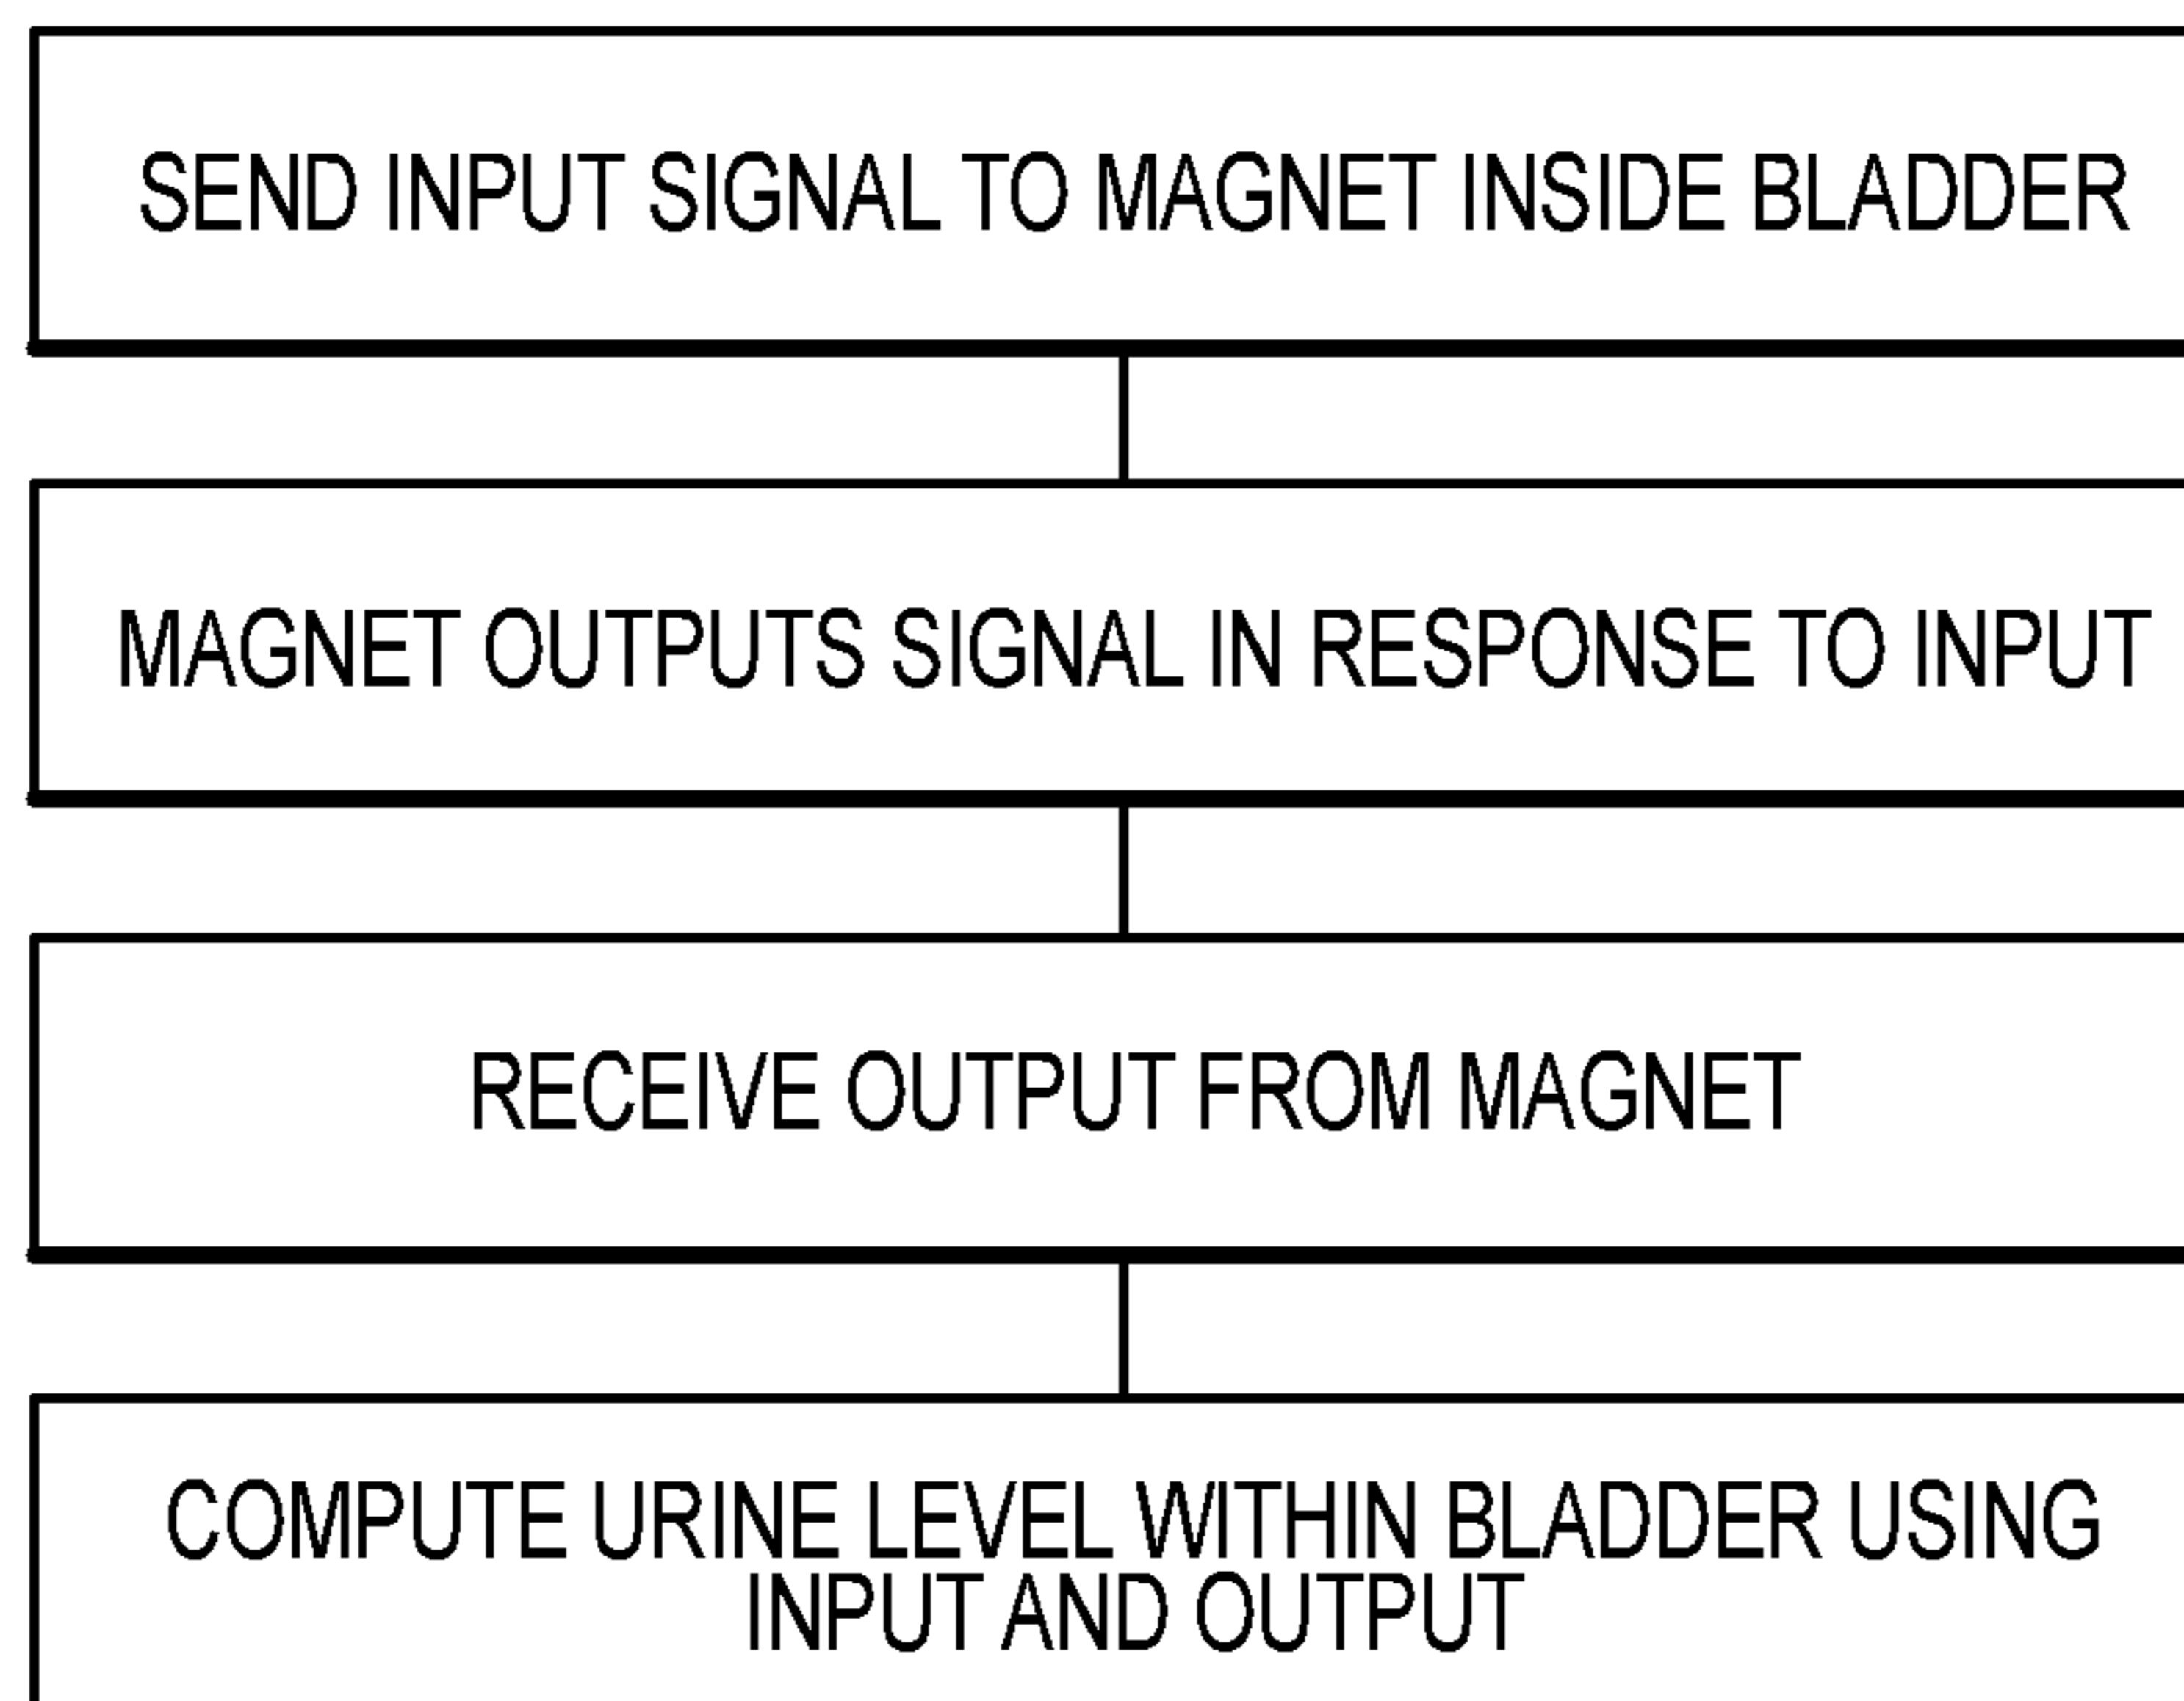 SEND INPUT SIGNAL TO MAGNET INSIDE BLADDER
MAGNET OUTPUTS SIGNAL IN RESPONSE TO INPUT
RECEIVE OUTPUT FROM MAGNET
COMPUTE URINE LEVEL WITHIN BLADDER USING
INPUT AND OUTPUT